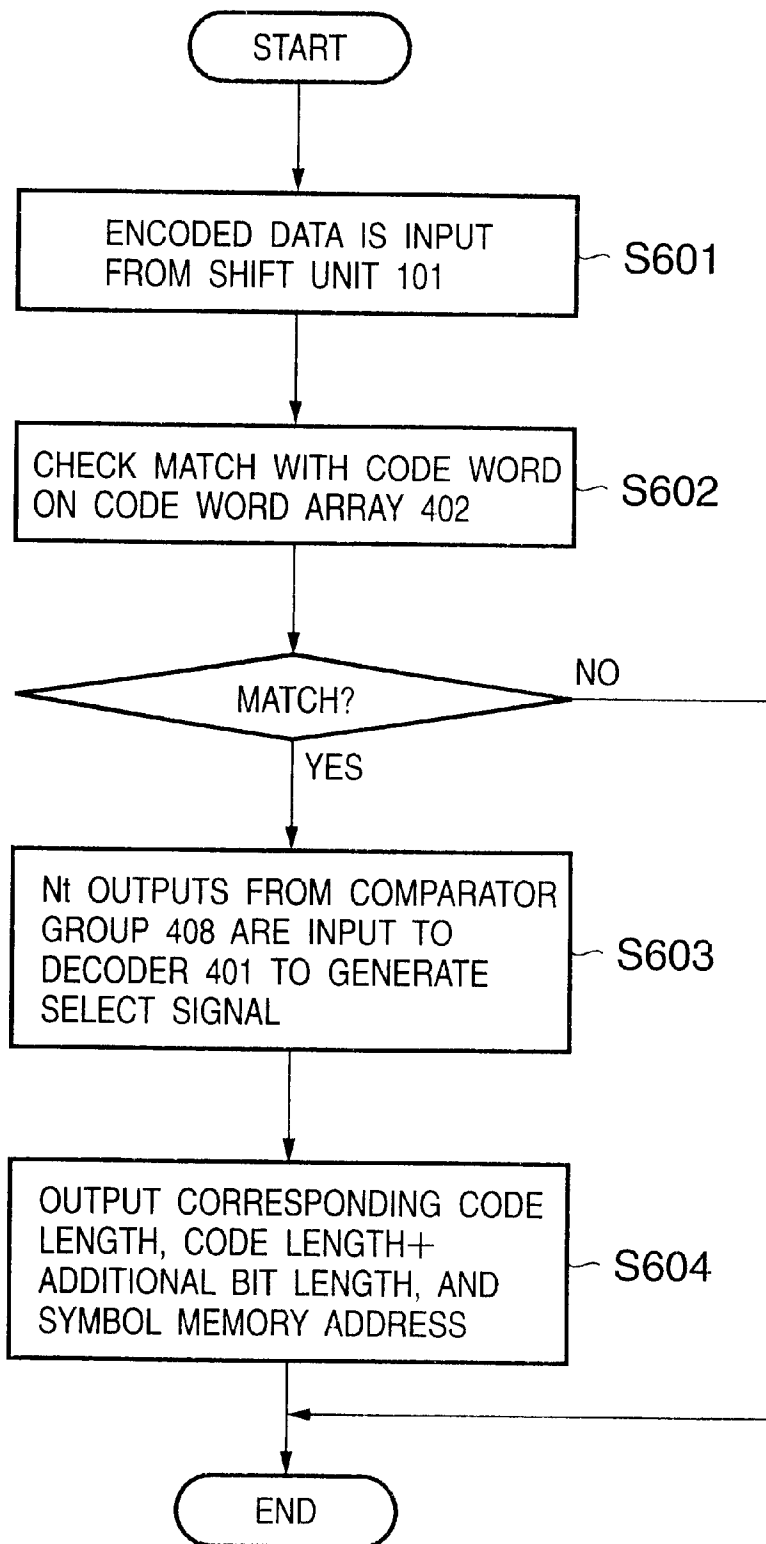 START
ENCODED DATA IS INPUT
FROM SHIFT UNIT 101
S601
CHECK MATCH WITH CODE WORD
ON CODE WORD ARRAY 402
S602
MATCH?
NO
YES
Nt OUTPUTS FROM COMPARATOR
GROUP 408 ARE INPUT TO
DECODER 401 TO GENERATE
SELECT SIGNAL
S603
OUTPUT CORRESPONDING CODE
LENGTH, CODE LENGTH+
ADDITIONAL BIT LENGTH, AND
SYMBOL MEMORY ADDRESS
S604
END